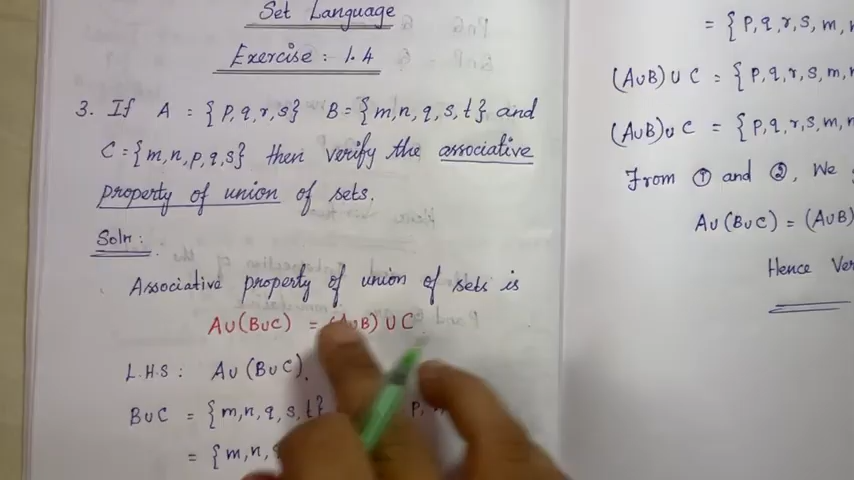 Set Language
Exercise : 1.4
3. If A = {p, q, r, s} B = {m, n, q, s, t} and
C = {m, n, p, q, s} then verify the associative
property of union of sets.
Soln :
Associative property of union of sets is
A∪(B∪C) = (A∪B) ∪ C
L.H.S : A∪ (B∪C).
B∪C = {m, n, q, s, t} p,
= {m, n,
= {p, q, r, s, m,
(A∪B)∪ C = {p, q, r, s, m,
(A∪B)∪ C = {p, q, r, s, m,
From ① and ②, We
A∪(B∪C) = (A∪B)
Hence